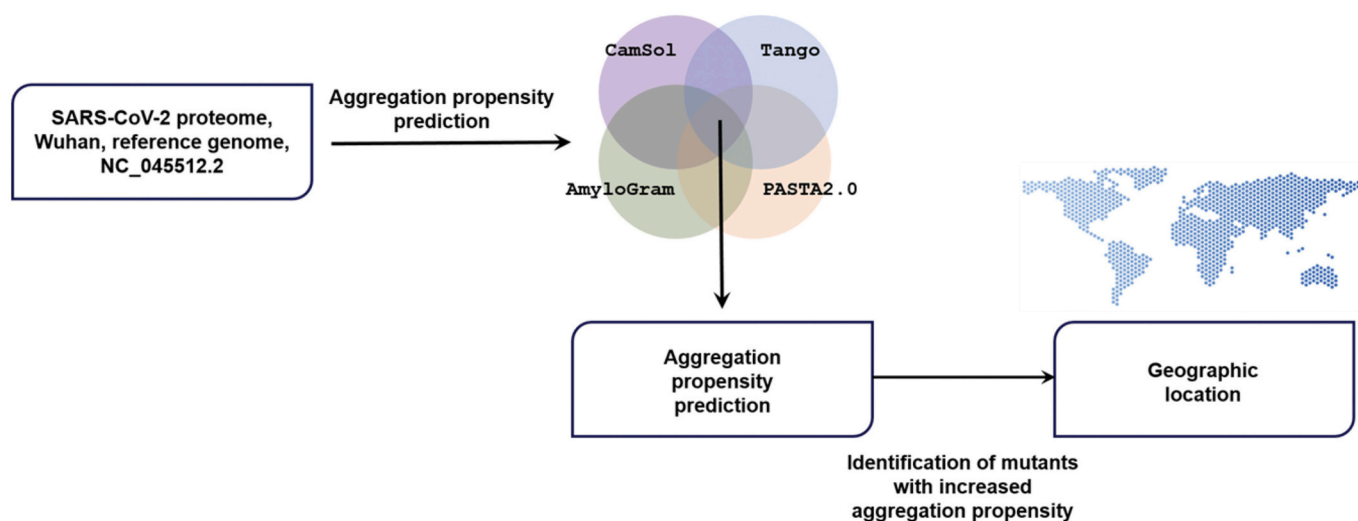 SARS-CoV-2 proteome,
Wuhan, reference genome,
NC_045512.2
Aggregation propensity
prediction
CamSol
Tango
AmyloGram
PASTA2.0
Aggregation
propensity
prediction
Identification of mutants
with increased
aggregation propensity
Geographic
location